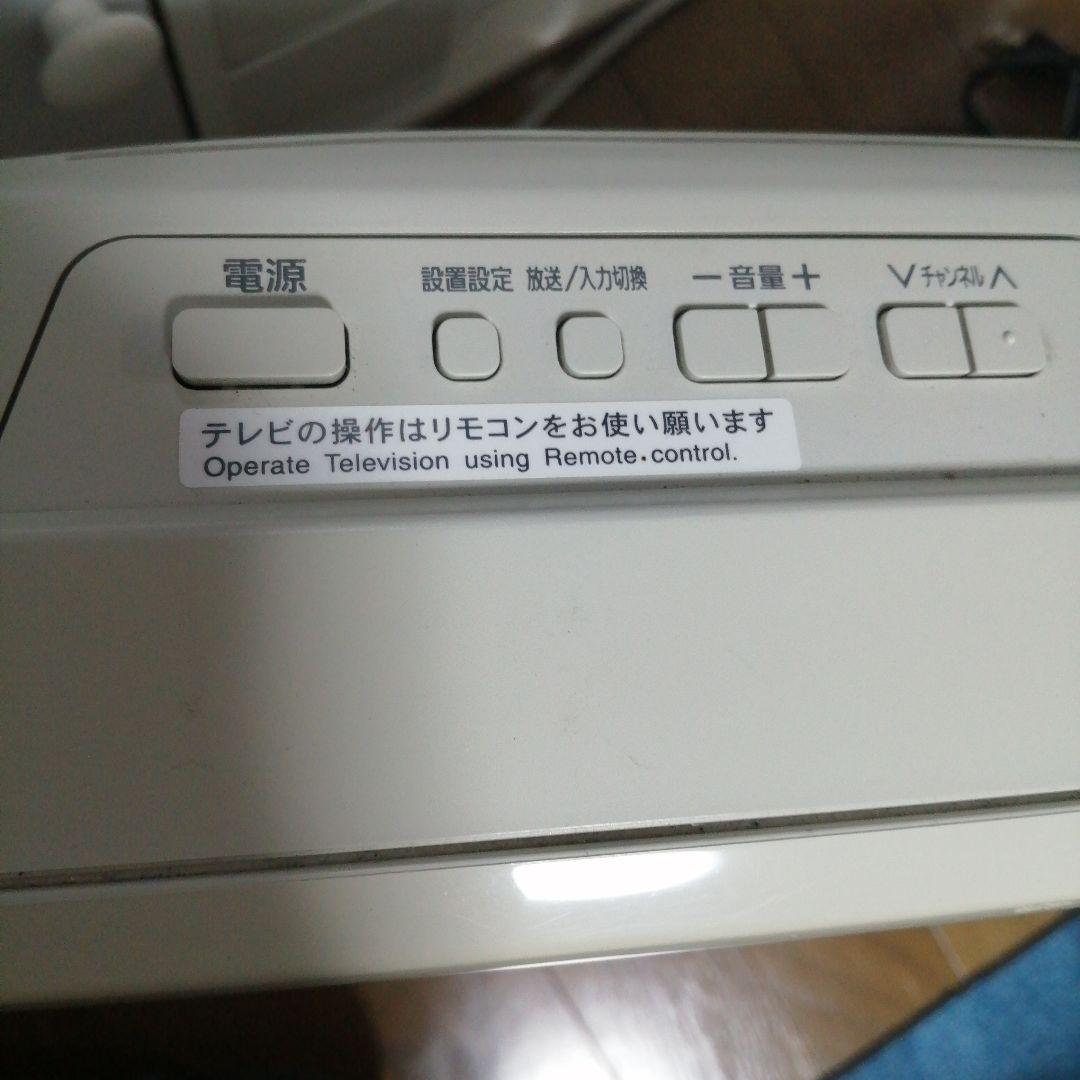 電源 設置設定 放送/入力切換 －音量＋ ∨チャンネル∧
テレビの操作はリモコンをお使い願います
Operate Television using Remote・control.